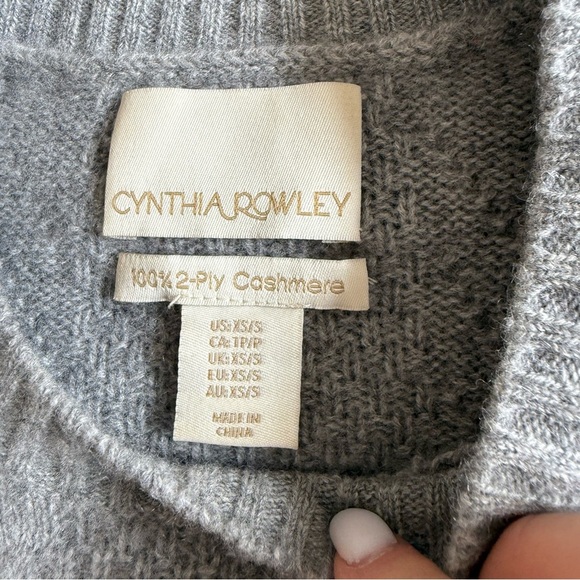 CYNTHIA ROWLEY
100% 2-Ply Cashmere
US: XS/S
CA: TP/P
UK: XS/S
EU: XS/S
AU: XS/S
MADE IN
CHINA